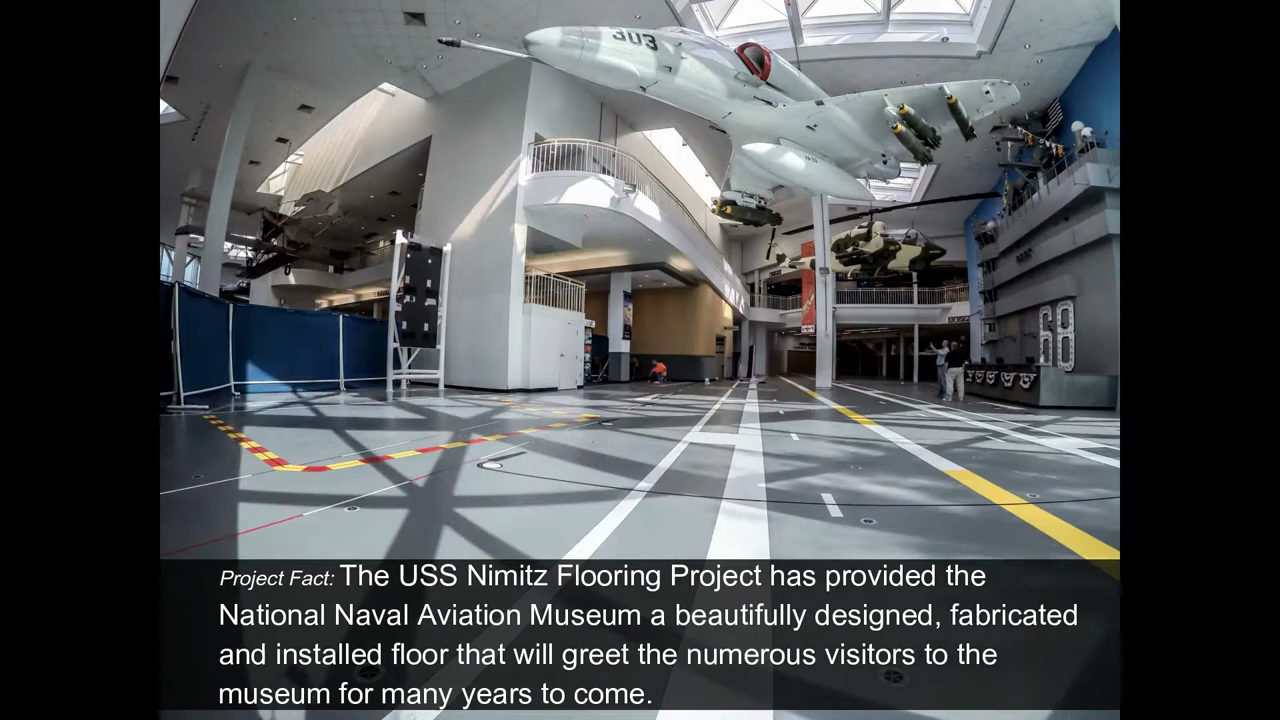 303
68
Project Fact: The USS Nimitz Flooring Project has provided the
National Naval Aviation Museum a beautifully designed, fabricated
and installed floor that will greet the numerous visitors to the
museum for many years to come.